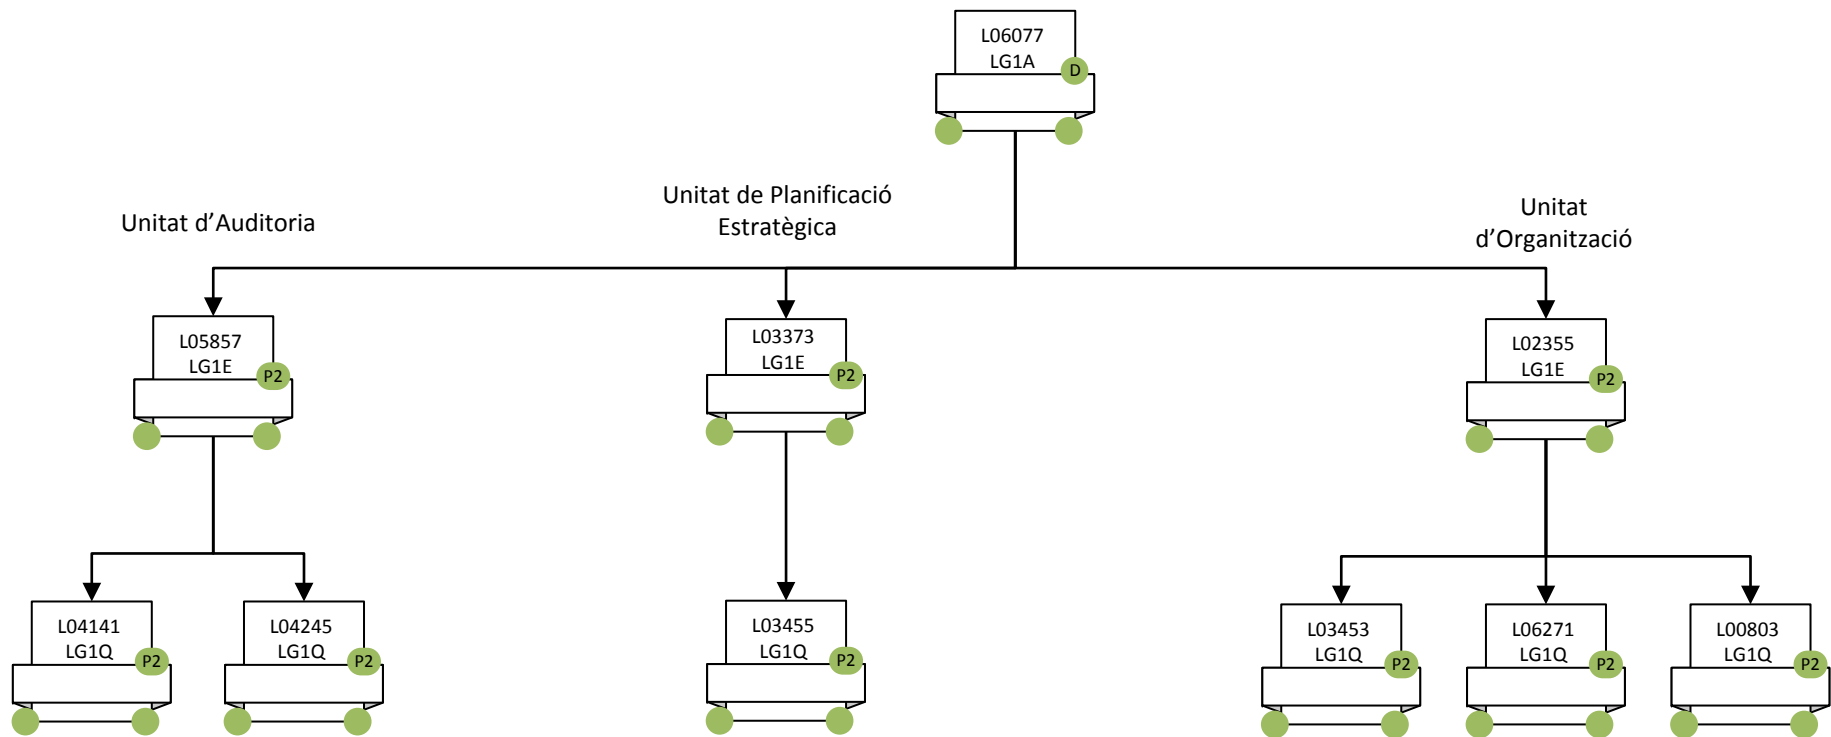 L06077
LG1A
D
Unitat d’Auditoria
Unitat de Planificació
Estratègica
Unitat
d’Organització
L05857
LG1E
P2
L03373
LG1E
P2
L02355
LG1E
P2
L04141
LG1Q
P2
L04245
LG1Q
P2
L03455
LG1Q
P2
L03453
LG1Q
P2
L06271
LG1Q
P2
L00803
LG1Q
P2